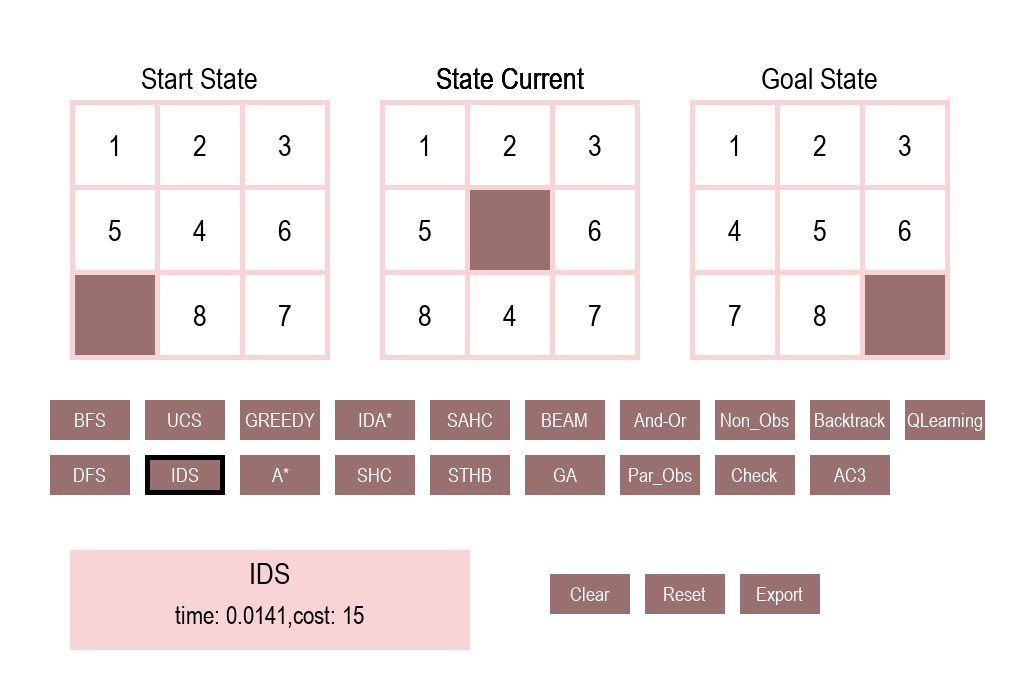 Start State State Current Goal State
1 2 3 1 2 3 1 2 3
5 4 6 5 6 4 5 6
8 7 8 4 7 7 8
BFS UCS GREEDY IDA* SAHC BEAM And-Or Non_Obs Backtrack QLearning
DFS IDS A* SHC STHB GA Par_Obs Check AC3
IDS
time: 0.0141,cost: 15
Clear Reset Export